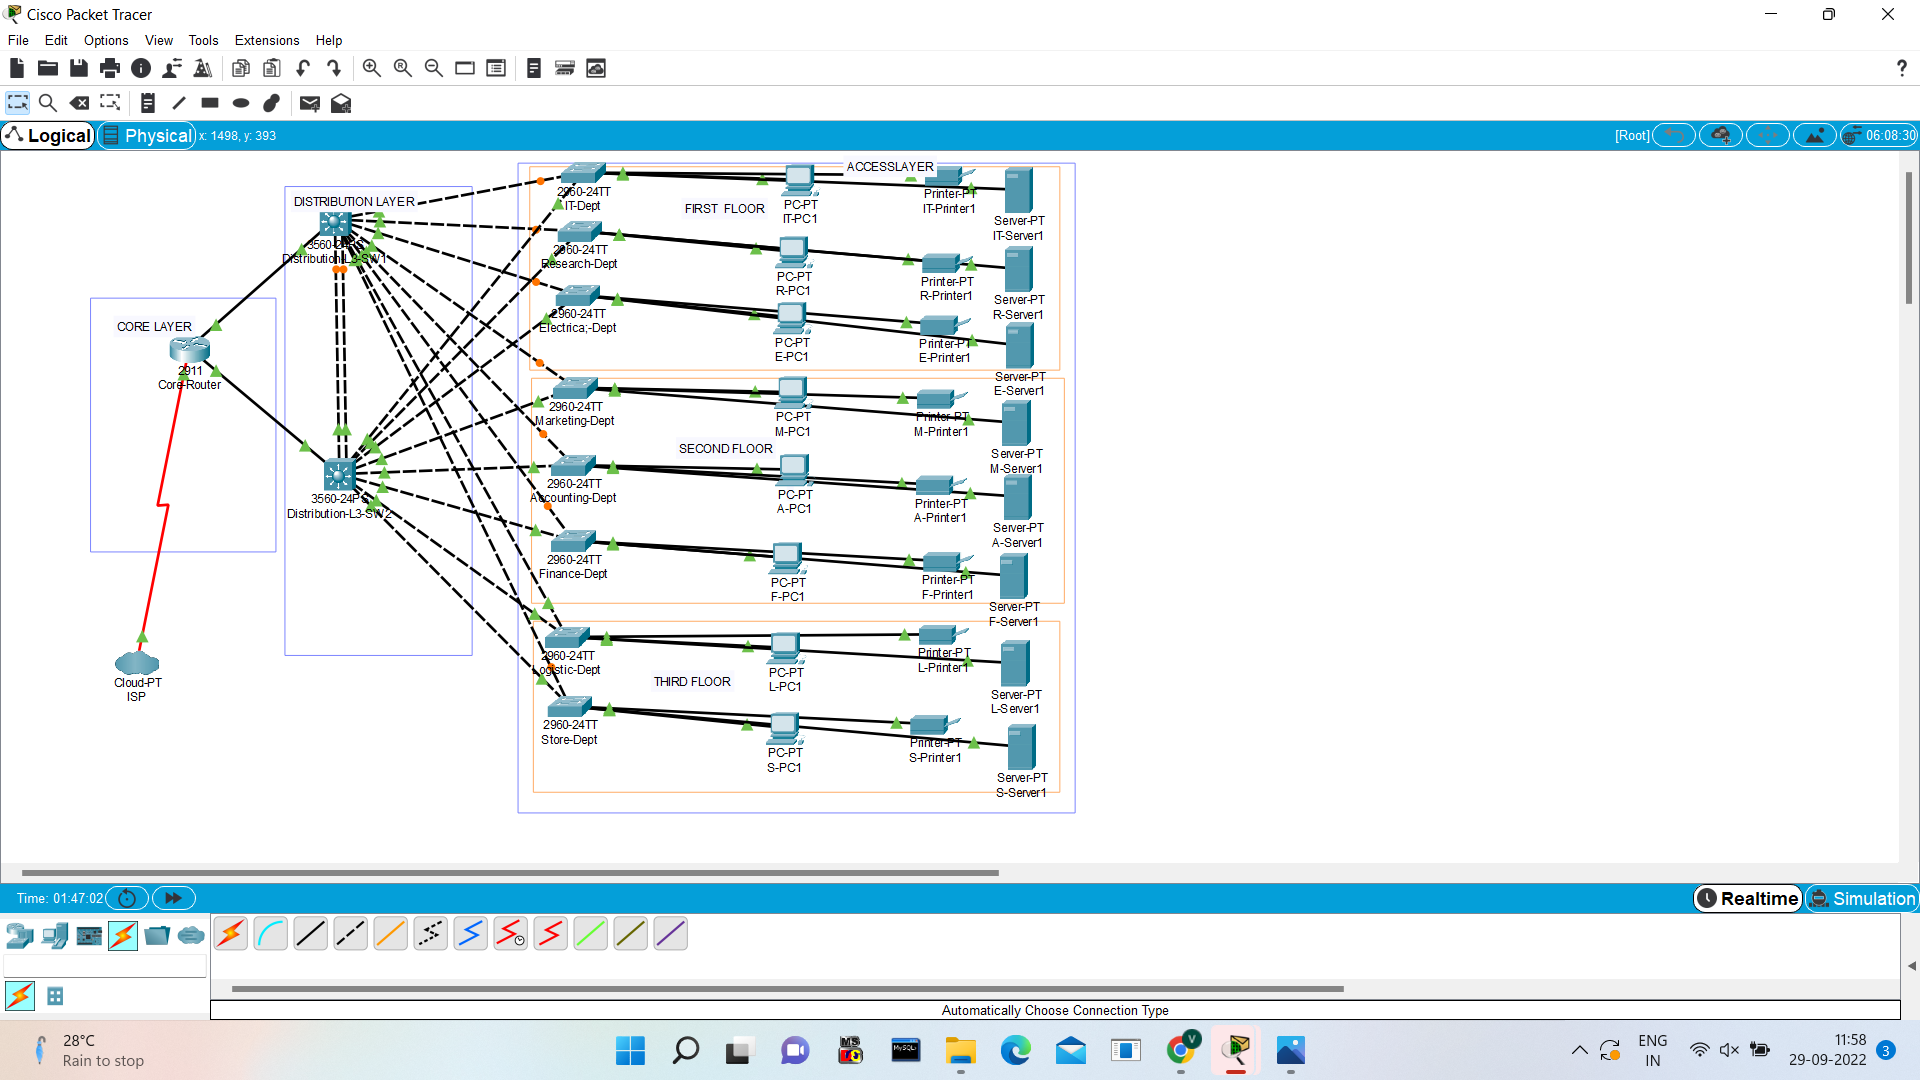 Cisco Packet Tracer
File Edit Options View Tools Extensions Help
?
Logical Physical x: 1498, y: 393 [Root] 06:08:30
ACCESSLAYER
DISTRIBUTION LAYER
FIRST FLOOR
2960-24TT
IT-Dept
PC-PT
IT-PC1
Printer-PT
IT-Printer1
Server-PT
IT-Server1
3560-24PS
Distribution-L3-SW1
2960-24TT
Research-Dept
PC-PT
R-PC1
Printer-PT
R-Printer1
Server-PT
R-Server1
CORE LAYER
2960-24TT
Electrica;-Dept
PC-PT
E-PC1
Printer-PT
E-Printer1
Server-PT
E-Server1
2911
Core-Router
2960-24TT
Marketing-Dept
PC-PT
M-PC1
Printer-PT
M-Printer1
Server-PT
M-Server1
SECOND FLOOR
3560-24PS
Distribution-L3-SW2
2960-24TT
Accounting-Dept
PC-PT
A-PC1
Printer-PT
A-Printer1
Server-PT
A-Server1
2960-24TT
Finance-Dept
PC-PT
F-PC1
Printer-PT
F-Printer1
Server-PT
F-Server1
Cloud-PT
ISP
2960-24TT
Logistic-Dept
THIRD FLOOR
PC-PT
L-PC1
Printer-PT
L-Printer1
Server-PT
L-Server1
2960-24TT
Store-Dept
PC-PT
S-PC1
Printer-PT
S-Printer1
Server-PT
S-Server1
Time: 01:47:02 Realtime Simulation
Automatically Choose Connection Type
28°C
Rain to stop
MS
MySQL
V
ENG
IN
11:58
29-09-2022
3